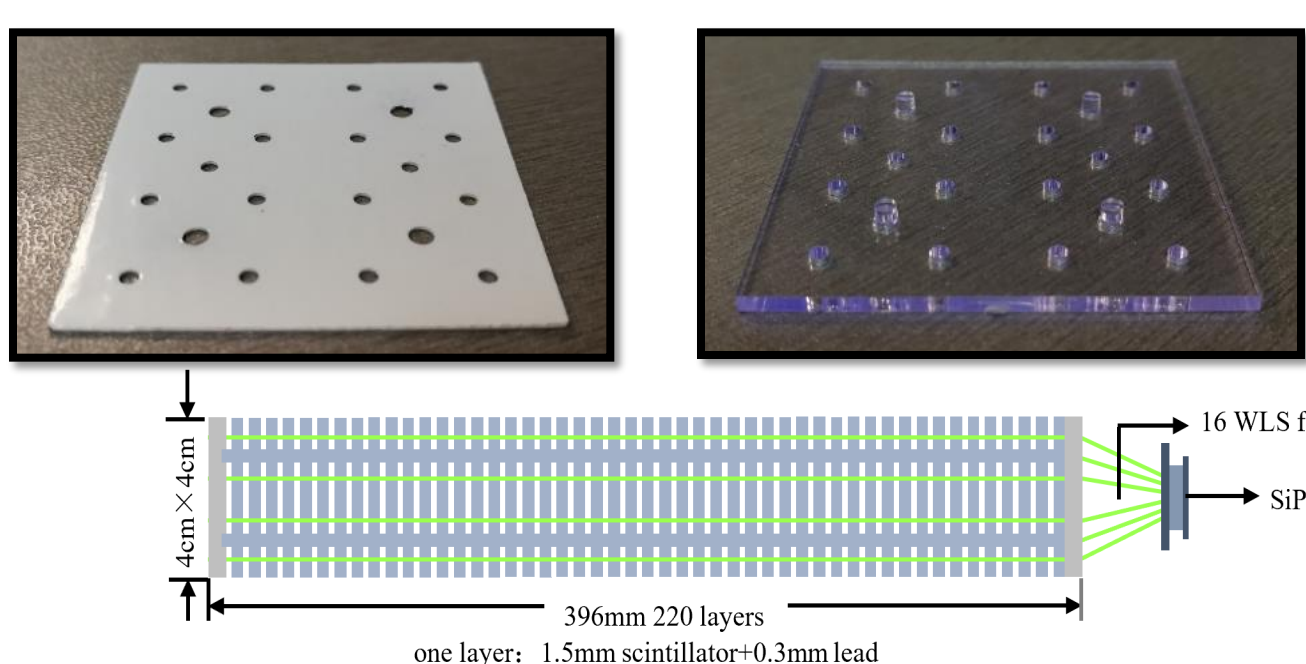 4cm×4cm
16 WLS f
SiP
396mm 220 layers
one layer：1.5mm scintillator+0.3mm lead